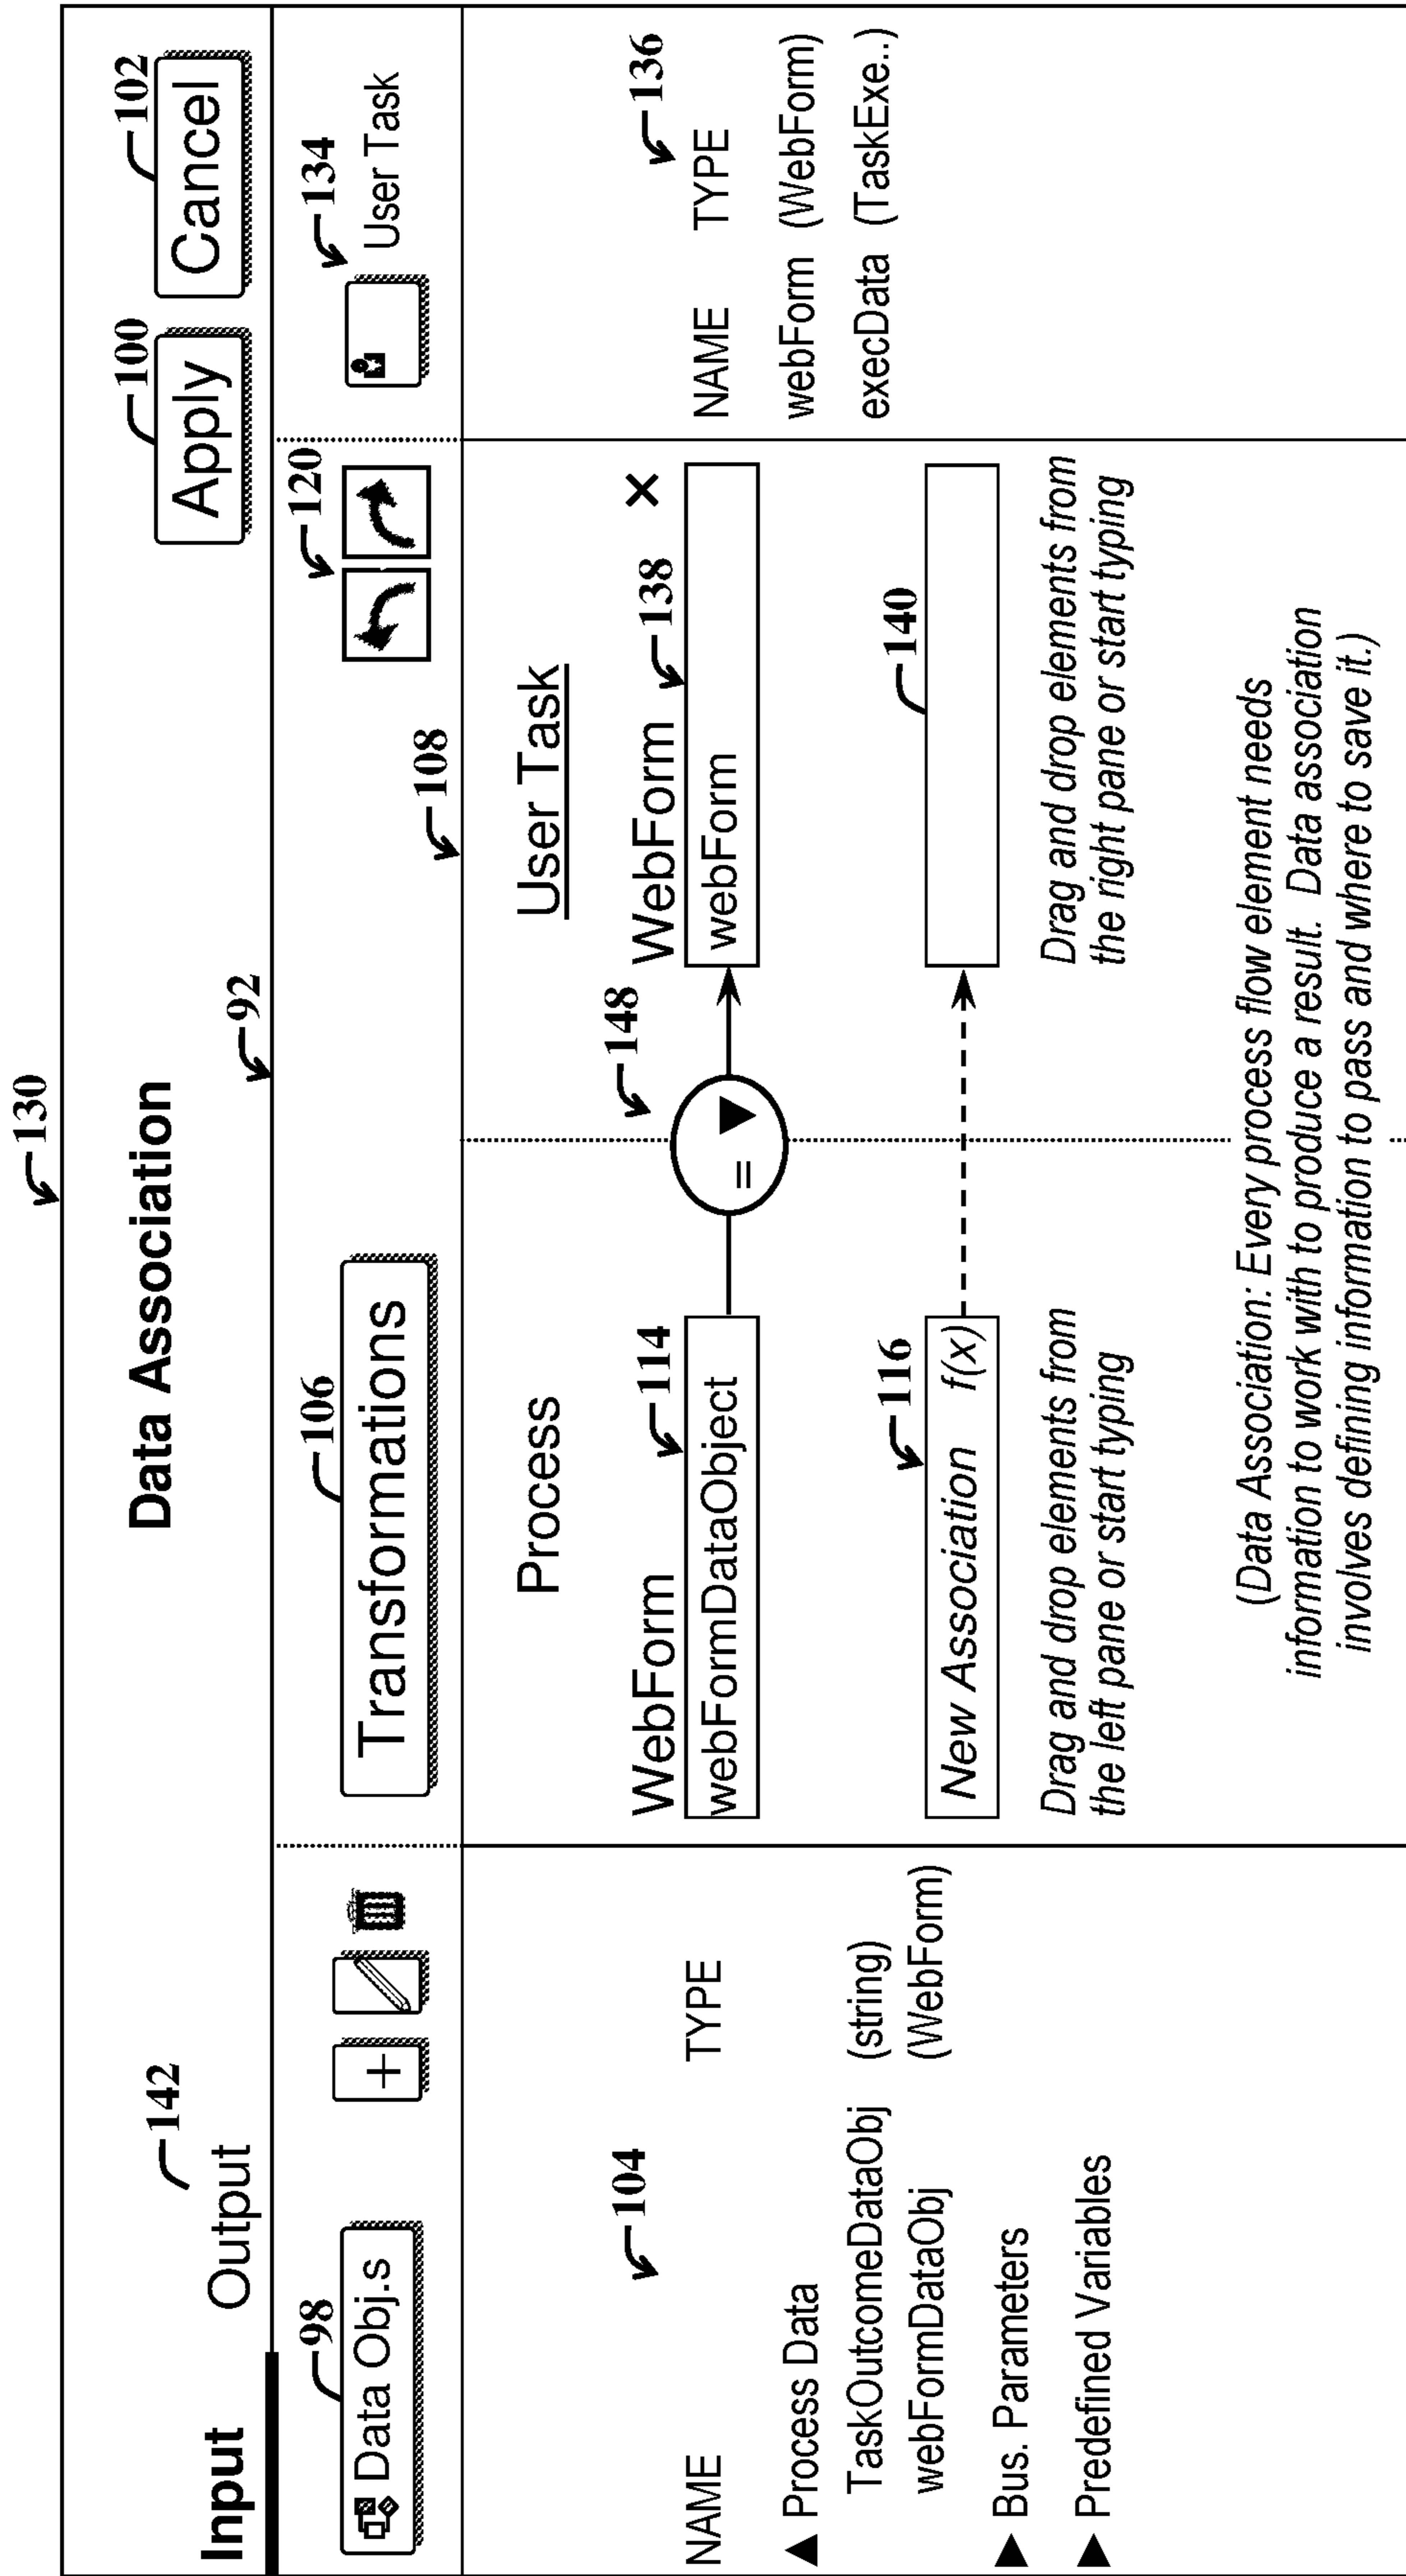 130
Data Association
142
Input Output
92
100
Apply
102
Cancel
98
Data Obj.s
+
106
Transformations
120
134
User Task
108
104
NAME TYPE
▲ Process Data
TaskOutcomeDataObj (string)
webFormDataObj (WebForm)
▶ Bus. Parameters
▶ Predefined Variables
Process
User Task
WebForm
114
webFormDataObject
148
= ▼
WebForm
138
×
webForm
116
New Association f(x)
140
Drag and drop elements from
the left pane or start typing
Drag and drop elements from
the right pane or start typing
(Data Association: Every process flow element needs
information to work with to produce a result. Data association
involves defining information to pass and where to save it.)
136
NAME TYPE
webForm (WebForm)
execData (TaskExe..)